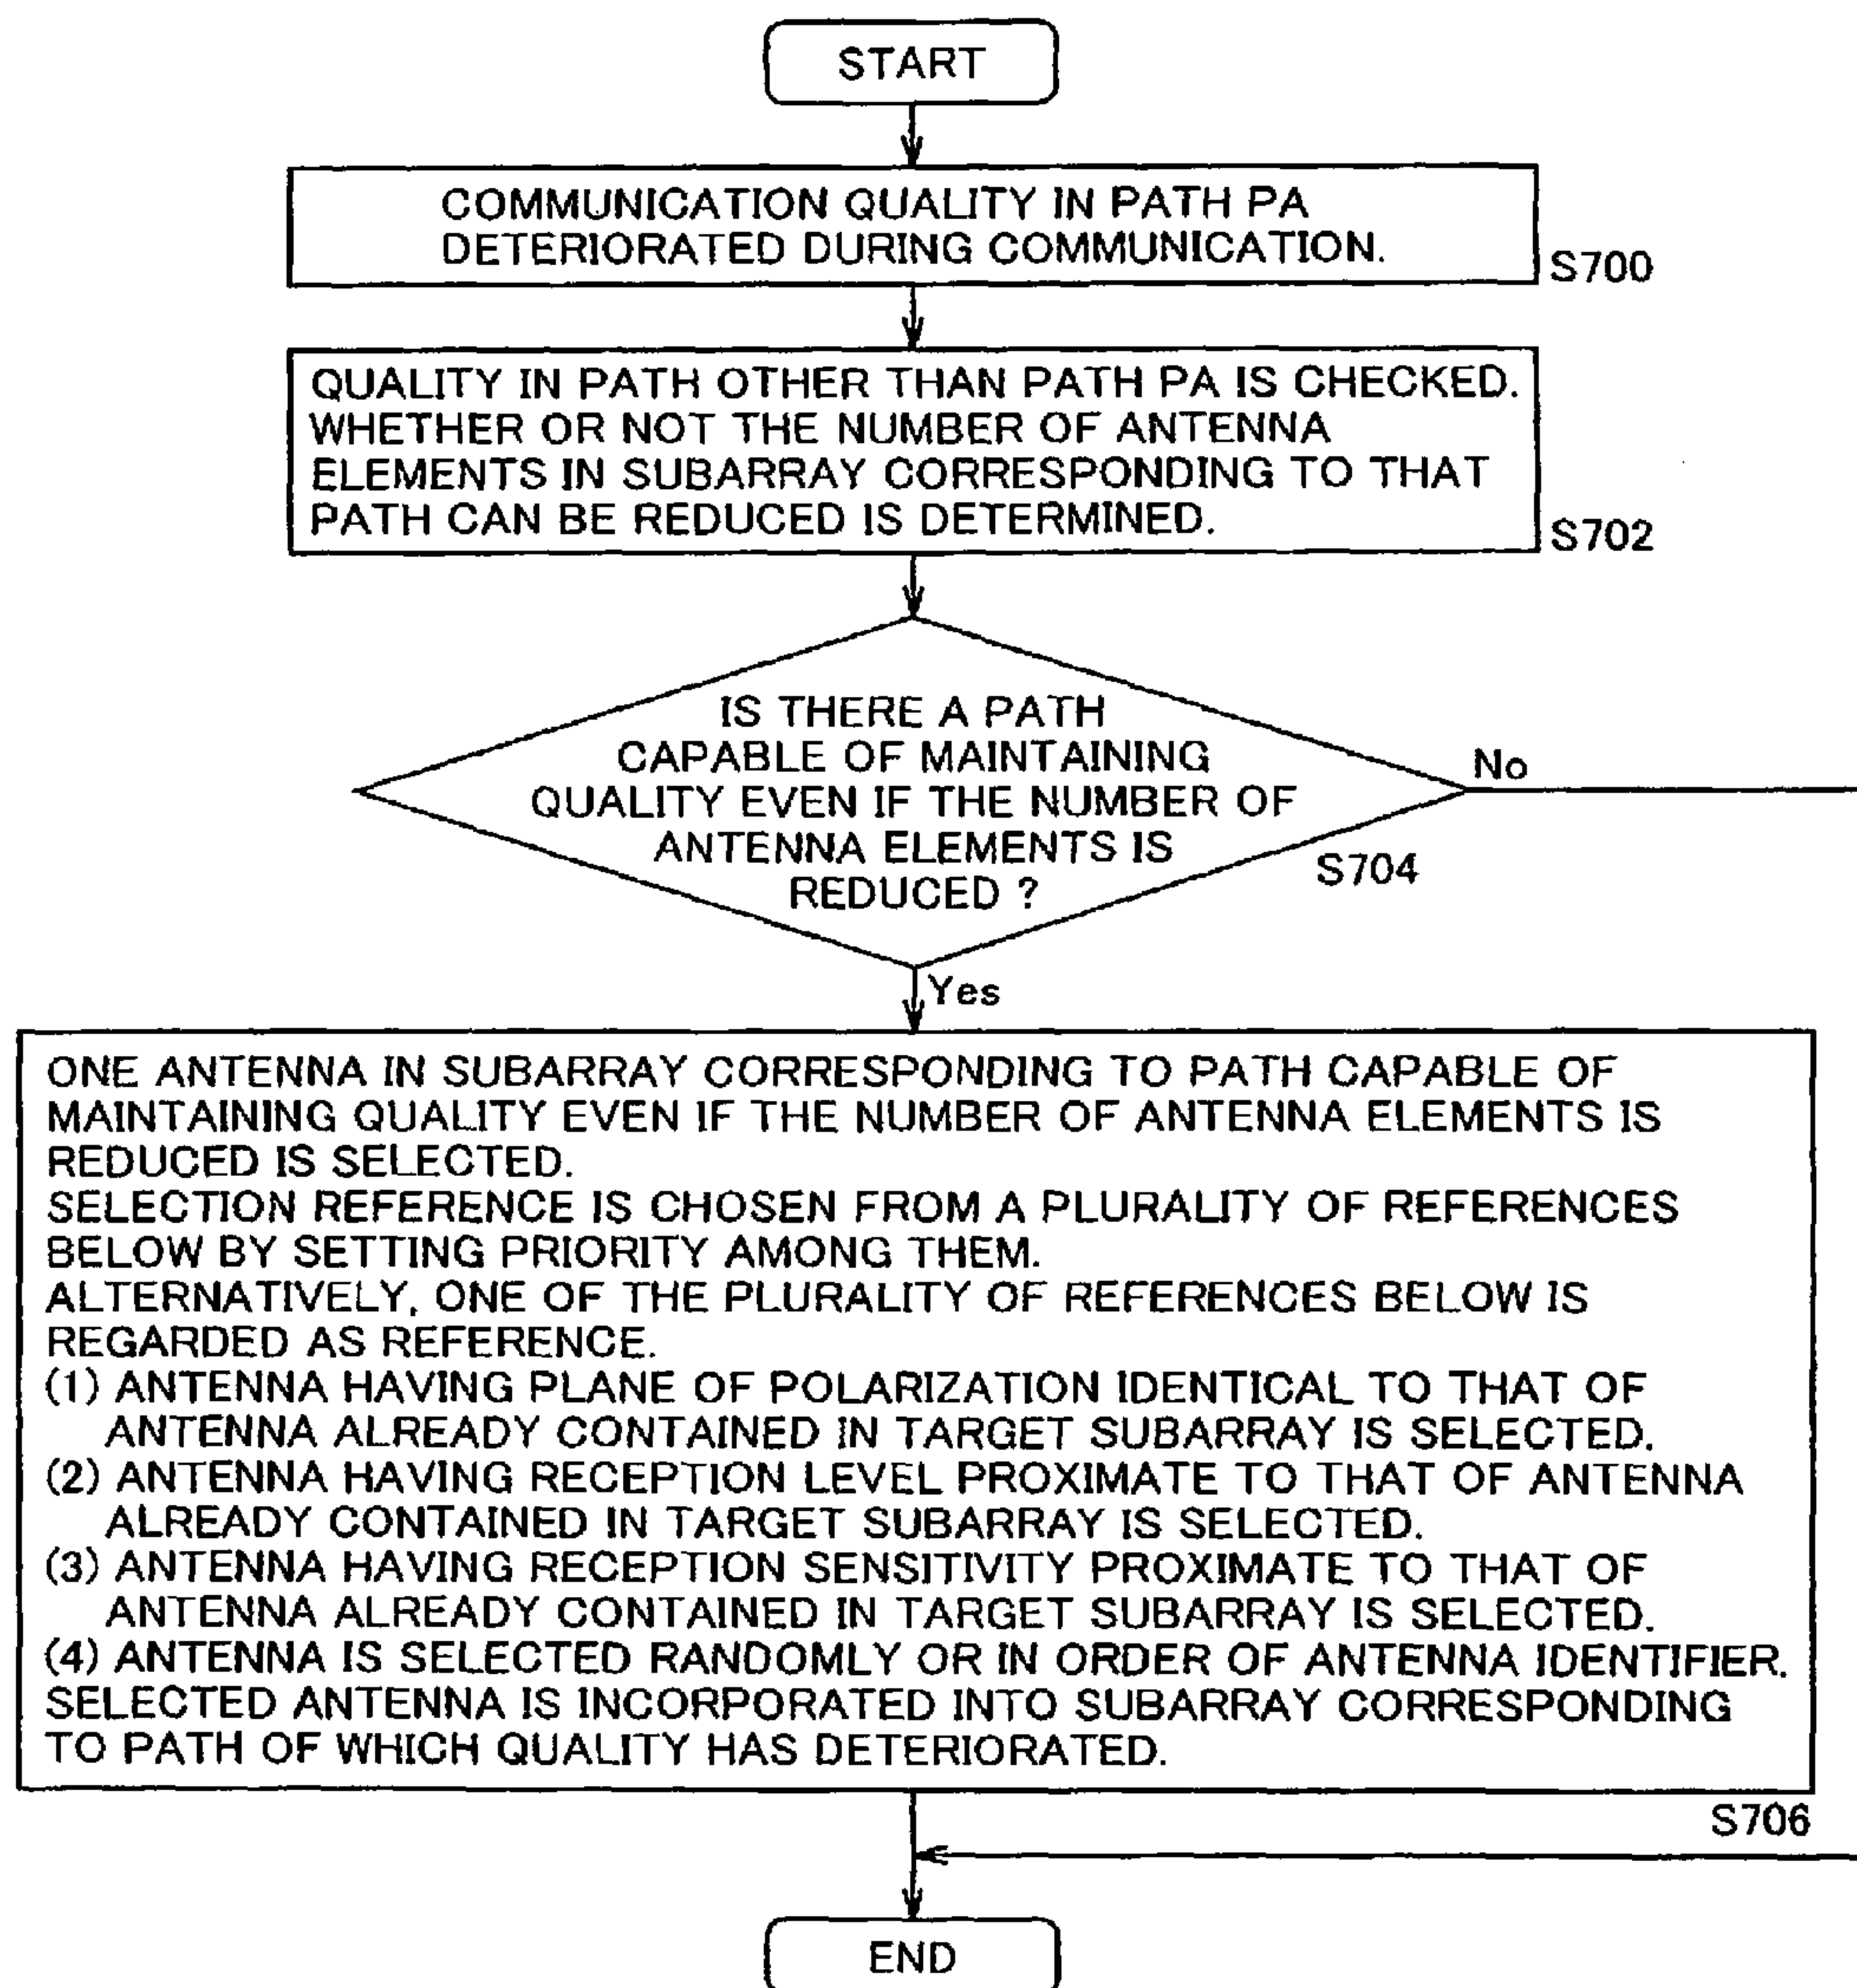 START
COMMUNICATION QUALITY IN PATH PA
DETERIORATED DURING COMMUNICATION.
S700
QUALITY IN PATH OTHER THAN PATH PA IS CHECKED.
WHETHER OR NOT THE NUMBER OF ANTENNA
ELEMENTS IN SUBARRAY CORRESPONDING TO THAT
PATH CAN BE REDUCED IS DETERMINED.
S702
IS THERE A PATH
CAPABLE OF MAINTAINING
QUALITY EVEN IF THE NUMBER OF
ANTENNA ELEMENTS IS
REDUCED ?
No
S704
Yes
ONE ANTENNA IN SUBARRAY CORRESPONDING TO PATH CAPABLE OF
MAINTAINING QUALITY EVEN IF THE NUMBER OF ANTENNA ELEMENTS IS
REDUCED IS SELECTED.
SELECTION REFERENCE IS CHOSEN FROM A PLURALITY OF REFERENCES
BELOW BY SETTING PRIORITY AMONG THEM.
ALTERNATIVELY, ONE OF THE PLURALITY OF REFERENCES BELOW IS
REGARDED AS REFERENCE.
(1) ANTENNA HAVING PLANE OF POLARIZATION IDENTICAL TO THAT OF
ANTENNA ALREADY CONTAINED IN TARGET SUBARRAY IS SELECTED.
(2) ANTENNA HAVING RECEPTION LEVEL PROXIMATE TO THAT OF ANTENNA
ALREADY CONTAINED IN TARGET SUBARRAY IS SELECTED.
(3) ANTENNA HAVING RECEPTION SENSITIVITY PROXIMATE TO THAT OF
ANTENNA ALREADY CONTAINED IN TARGET SUBARRAY IS SELECTED.
(4) ANTENNA IS SELECTED RANDOMLY OR IN ORDER OF ANTENNA IDENTIFIER.
SELECTED ANTENNA IS INCORPORATED INTO SUBARRAY CORRESPONDING
TO PATH OF WHICH QUALITY HAS DETERIORATED.
S706
END